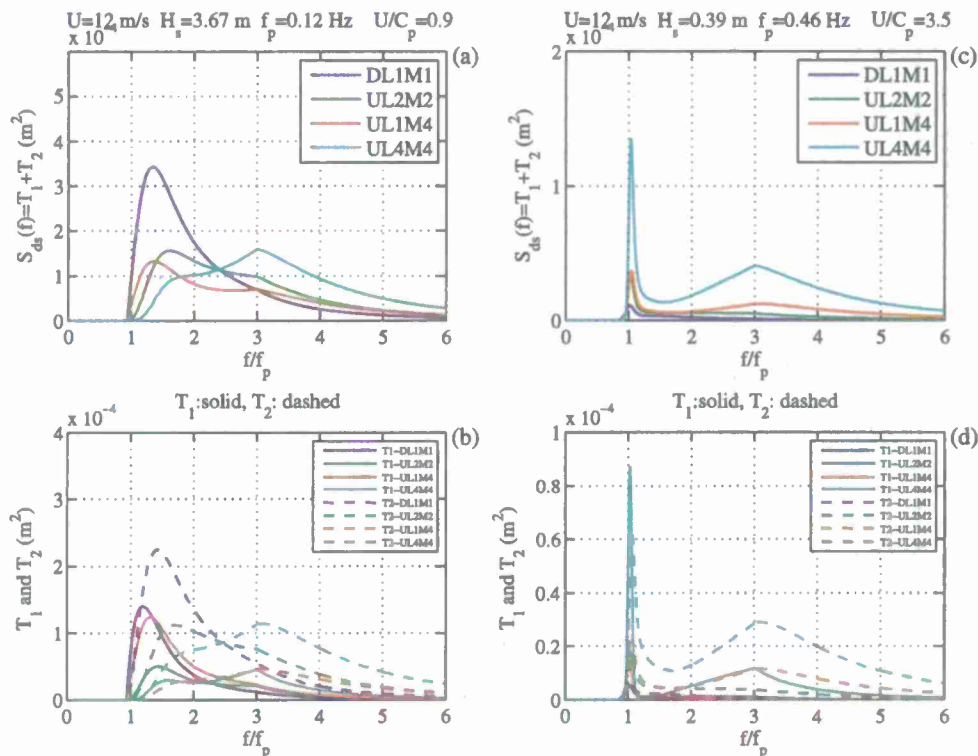 U=12 m/s H_s=3.67 m f_p=0.12 Hz U/C_p=0.9
x 10^-4
(a)
DL1M1
UL2M2
UL1M4
UL4M4
5
4
3
2
1
0
S_ds(f)=T_1+T_2 (m^2)
0 1 2 3 4 5 6
f/f_p
U=12 m/s H_s=0.39 m f_p=0.46 Hz U/C_p=3.5
x 10^-4
(c)
DL1M1
UL2M2
UL1M4
UL4M4
2
1
0
S_ds(f)=T_1+T_2 (m^2)
0 1 2 3 4 5 6
f/f_p
T_1:solid, T_2: dashed
x 10^-4
(b)
T1-DL1M1
T1-UL2M2
T1-UL1M4
T1-UL4M4
T2-DL1M1
T2-UL2M2
T2-UL1M4
T2-UL4M4
4
3
2
1
0
T_1 and T_2 (m^2)
0 1 2 3 4 5 6
f/f_p
T_1:solid, T_2: dashed
x 10^-4
(d)
T1-DL1M1
T1-UL2M2
T1-UL1M4
T1-UL4M4
T2-DL1M1
T2-UL2M2
T2-UL1M4
T2-UL4M4
1
0.8
0.6
0.4
0.2
0
T_1 and T_2 (m^2)
0 1 2 3 4 5 6
f/f_p